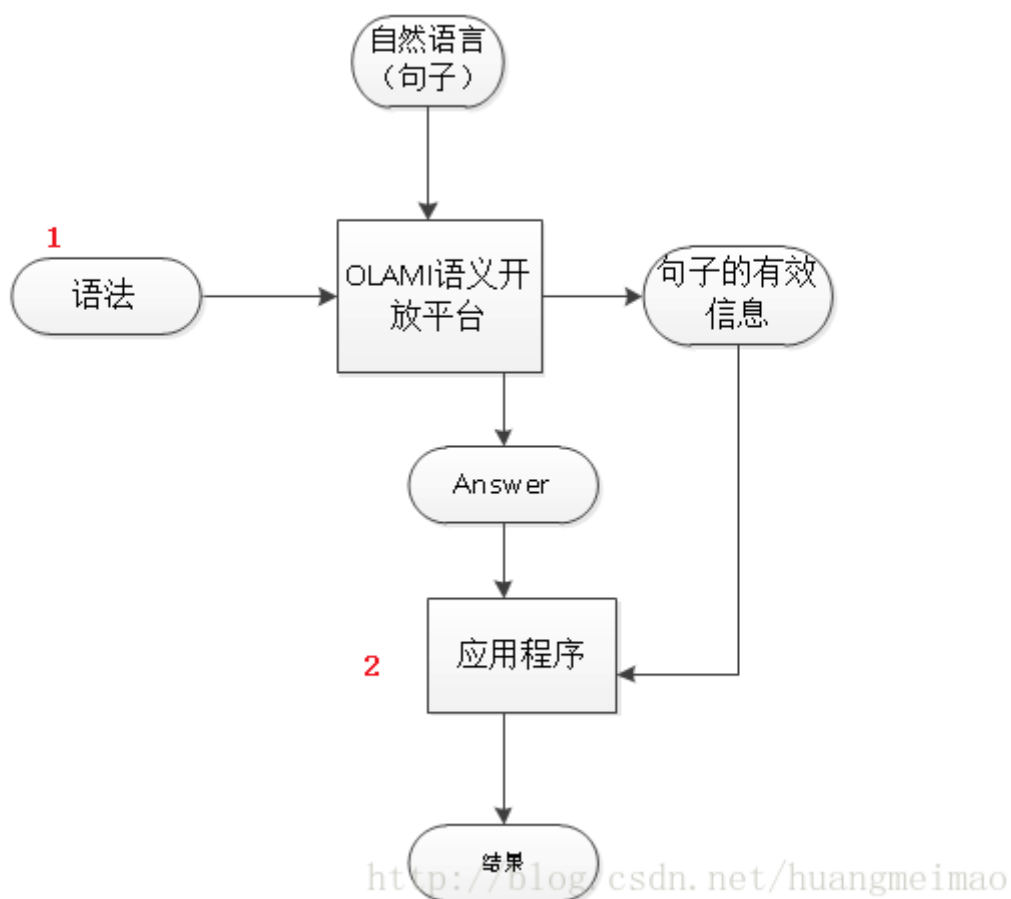 自然语言
（句子）
1
语法
OLAMI语义开
放平台
句子的有效
信息
Answer
2
应用程序
结果
http://blog.csdn.net/huangmeimao